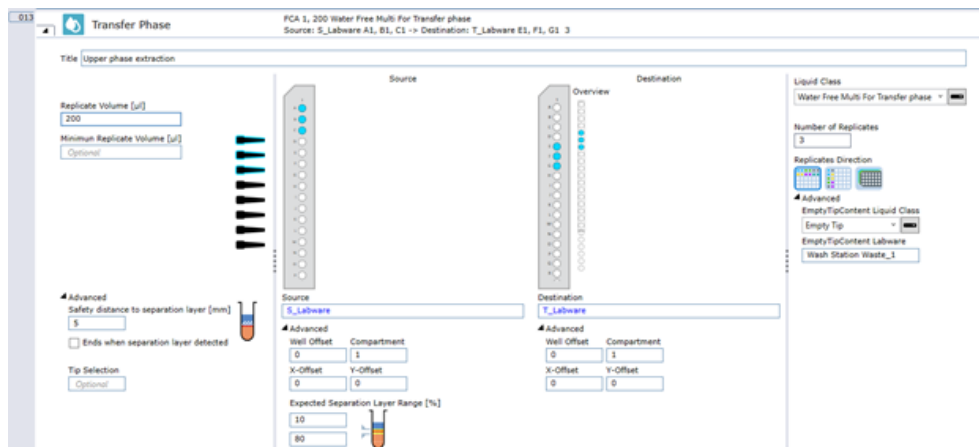 013
Transfer Phase
FCA 1, 200 Water Free Multi For Transfer phase
Source: S_Labware A1, B1, C1 -> Destination: T_Labware E1, F1, G1 3
Title Upper phase extraction
Source
Destination
Overview
Replicate Volume [µl]
200
Minimun Replicate Volume [µl]
Optional
Liquid Class
Water Free Multi For Transfer phase
Number of Replicates
3
Replicates Direction
Advanced
EmptyTipContent Liquid Class
Empty Tip
EmptyTipContent Labware
Wash Station Waste_1
Advanced
Safety distance to separation layer [mm]
5
Ends when separation layer detected
Tip Selection
Optional
Source
S_Labware
Advanced
Well Offset Compartment
0 1
X-Offset Y-Offset
0 0
Expected Separation Layer Range [%]
10
80
Destination
T_Labware
Advanced
Well Offset Compartment
0 1
X-Offset Y-Offset
0 0